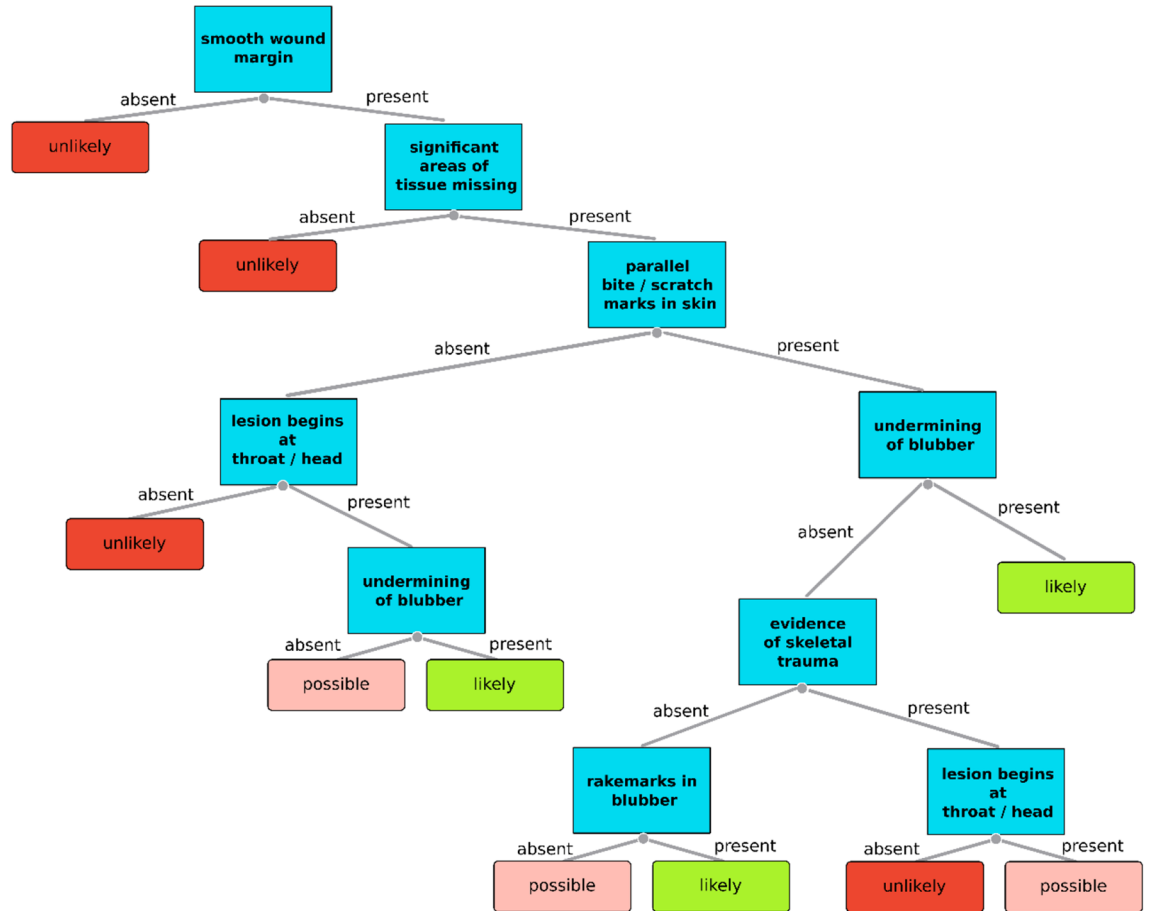 smooth wound
margin
absent
present
unlikely
significant
areas of
tissue missing
absent
present
unlikely
parallel
bite / scratch
marks in skin
absent
present
lesion begins
at
throat / head
undermining
of blubber
absent
present
absent
present
unlikely
undermining
of blubber
likely
absent
present
evidence
of skeletal
trauma
possible
likely
absent
present
rakemarks in
blubber
lesion begins
at
throat / head
absent
present
absent
present
possible
likely
unlikely
possible